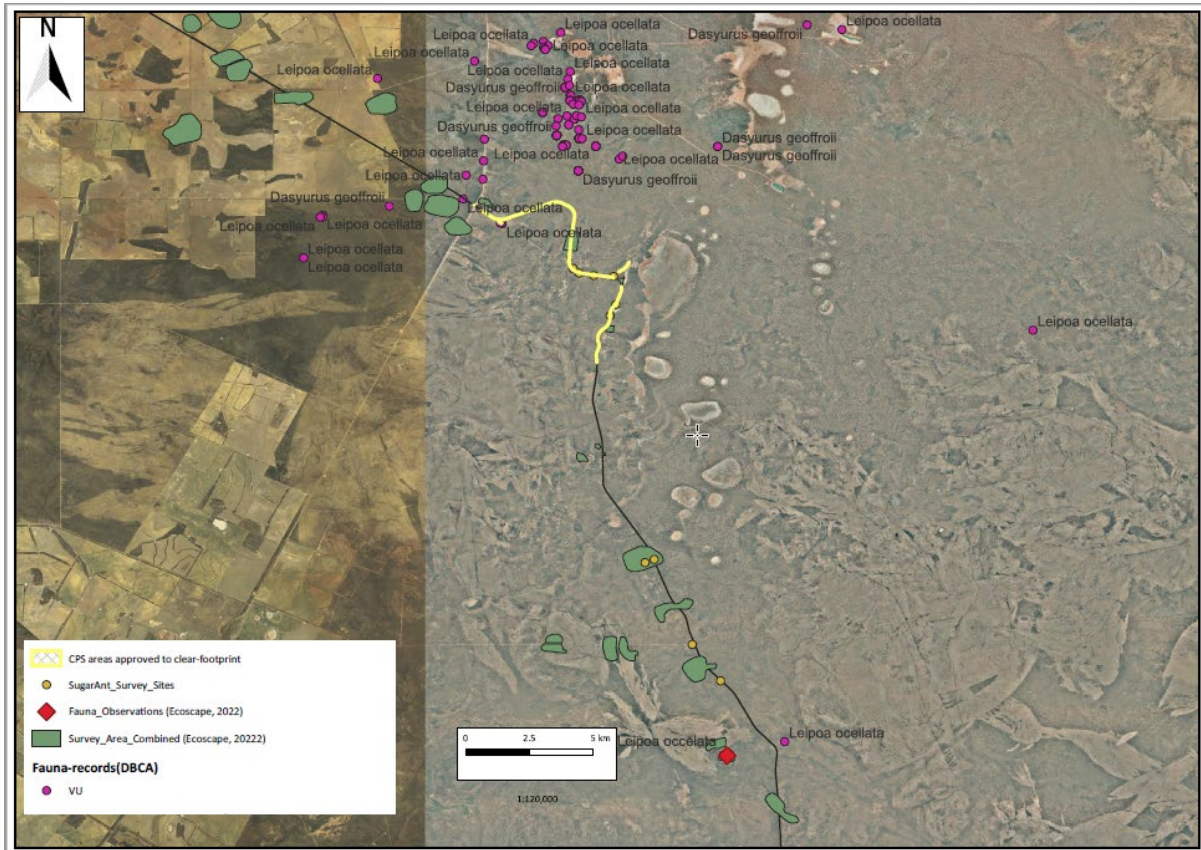 N
Leipoa ocellata
Leipoa oceilata
Leipoa ocellata
Dasyurus geoffroii
Leipoa ocellata
Leipoa ocellata
Leipoa ocellata
Leipoa ocellata
Dasyurus geoffroii
Leipoa ocellata
Leipoa ocellata
Leipoa ocellata
Dasyurus geoffroii
Leipoa ocellata
Leipoa ocellata
Leipoa ocellata
Leipoa ocellata
Dasyurus geoffroii
Dasyurus geoffroii
Leipoa ocellata
Dasyurus geoffroii
Dasyurus geoffroii
Leipoa ocellata
Leipoa ocellata
Leipoa ocellata
Leipoa ocellata
Leipoa ocellata
Leipoa ocellata
Leipoa ocellata
CPS areas approved to clear-footprint
SugarAnt_Survey_Sites
Fauna_Observations (Ecoscape, 2022)
Survey_Area_Combined (Ecoscape, 20222)
Fauna-records(DBCA)
VU
0 2.5 5 km
Leipoa occelata
Leipoa ocellata
1:120,000